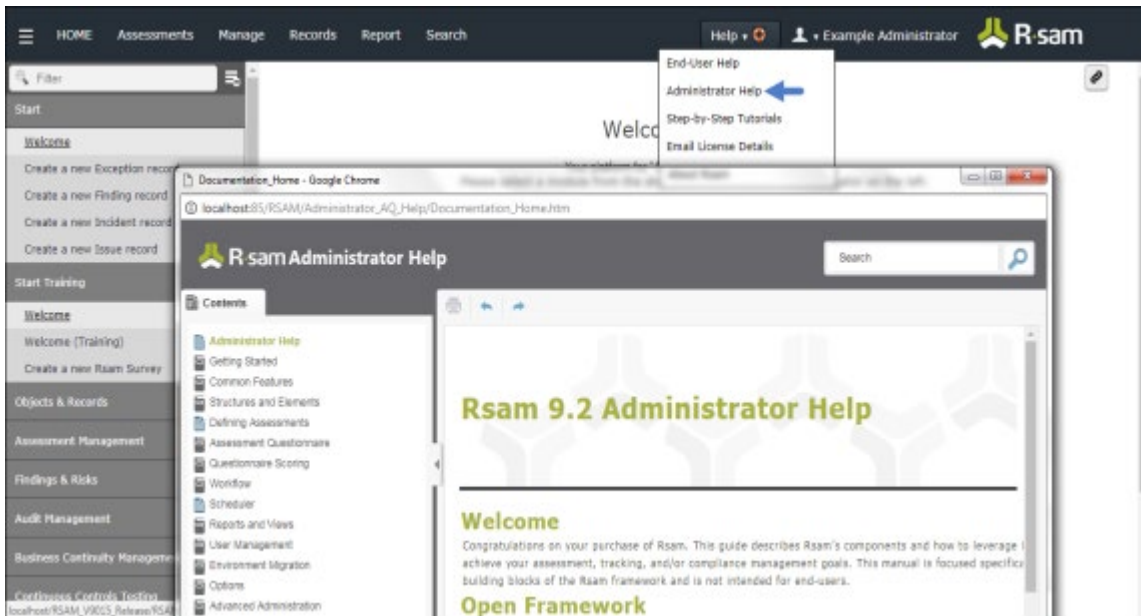 HOME Assessments Manage Records Report Search Help Example Administrator R·sam
Filter
Start
Welcome
Create a new Exception record
Create a new Finding record
Create a new Incident record
Create a new Issue record
Start Training
Welcome
Welcome (Training)
Create a new Rsam Survey
Objects & Records
Assessment Management
Findings & Risks
Audit Management
Business Continuity Manageme
Continuous Controls Testing
localhost/RSAM_V9015_Release/RSA
End-User Help
Administrator Help
Step-by-Step Tutorials
Email License Details
About Rsam
Welc
Documentation_Home - Google Chrome
localhost:85/RSAM/Administrator_AQ_Help/Documentation_Home.htm
R·sam Administrator Help
Search
Contents
Administrator Help
Getting Started
Common Features
Structures and Elements
Defining Assessments
Assessment Questionnaire
Questionnaire Scoring
Workflow
Scheduler
Reports and Views
User Management
Environment Migration
Options
Advanced Administration
Rsam 9.2 Administrator Help
Welcome
Congratulations on your purchase of Rsam. This guide describes Rsam's components and how to leverage
achieve your assessment, tracking, and/or compliance management goals. This manual is focused specifica
building blocks of the Rsam framework and is not intended for end-users.
Open Framework